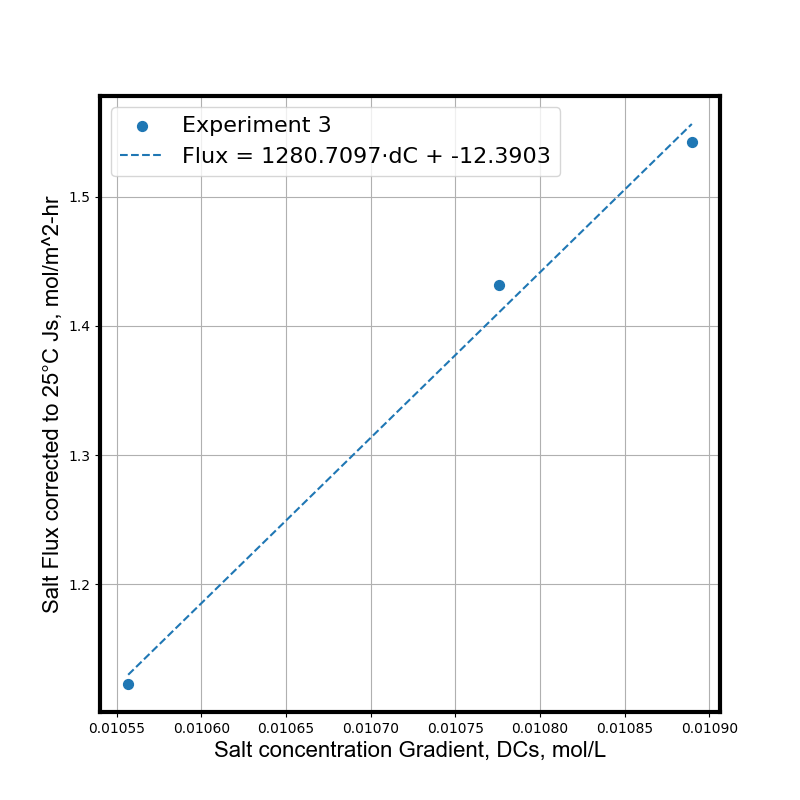 Experiment 3
Flux = 1280.7097·dC + -12.3903
Salt Flux corrected to 25°C Js, mol/m^2-hr
1.5
1.4
1.3
1.2
0.01055 0.01060 0.01065 0.01070 0.01075 0.01080 0.01085 0.01090
Salt concentration Gradient, DCs, mol/L